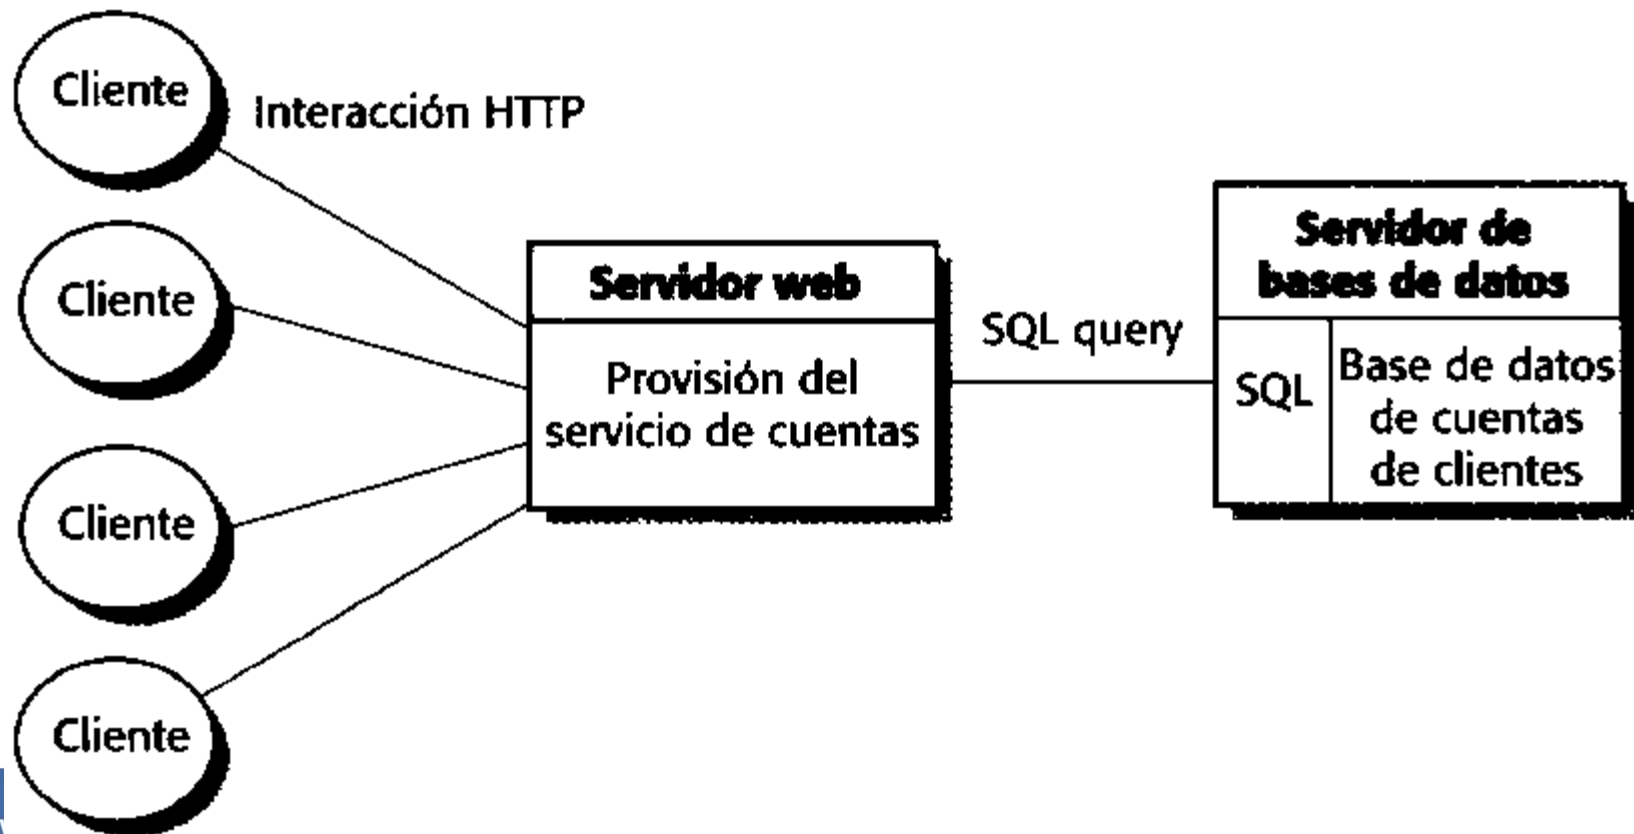 Cliente
Interacción HTTP
Cliente
Cliente
Cliente
Servidor web
Provisión del
servicio de cuentas
SQL query
Servidor de
bases de datos
SQL
Base de datos
de cuentas
de clientes